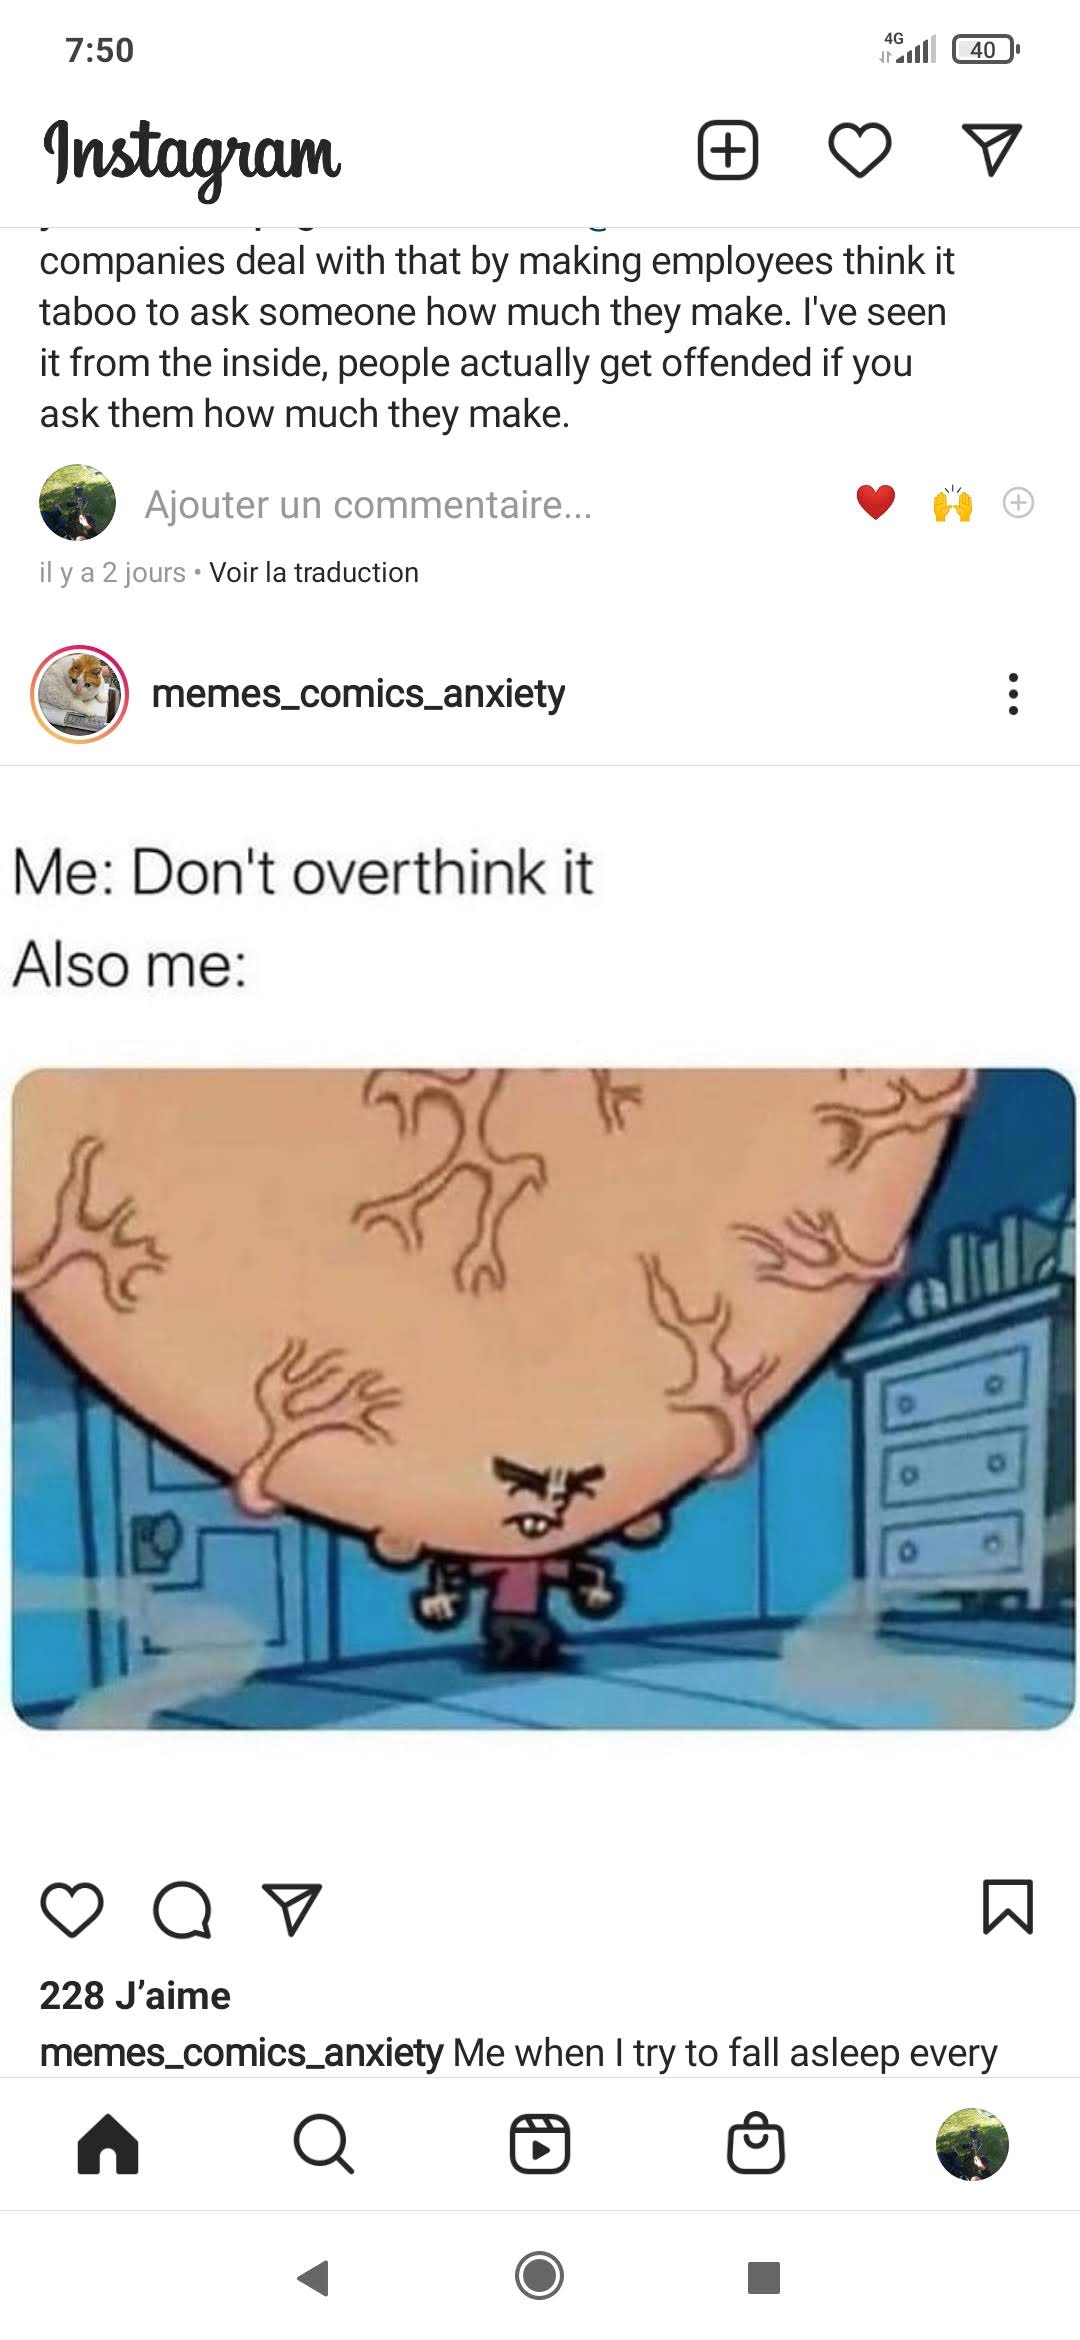 7:50
4G
40
Instagram
companies deal with that by making employees think it
taboo to ask someone how much they make. I've seen
it from the inside, people actually get offended if you
ask them how much they make.
Ajouter un commentaire...
il y a 2 jours • Voir la traduction
memes_comics_anxiety
Me: Don't overthink it
Also me:
228 J’aime
memes_comics_anxiety Me when I try to fall asleep every